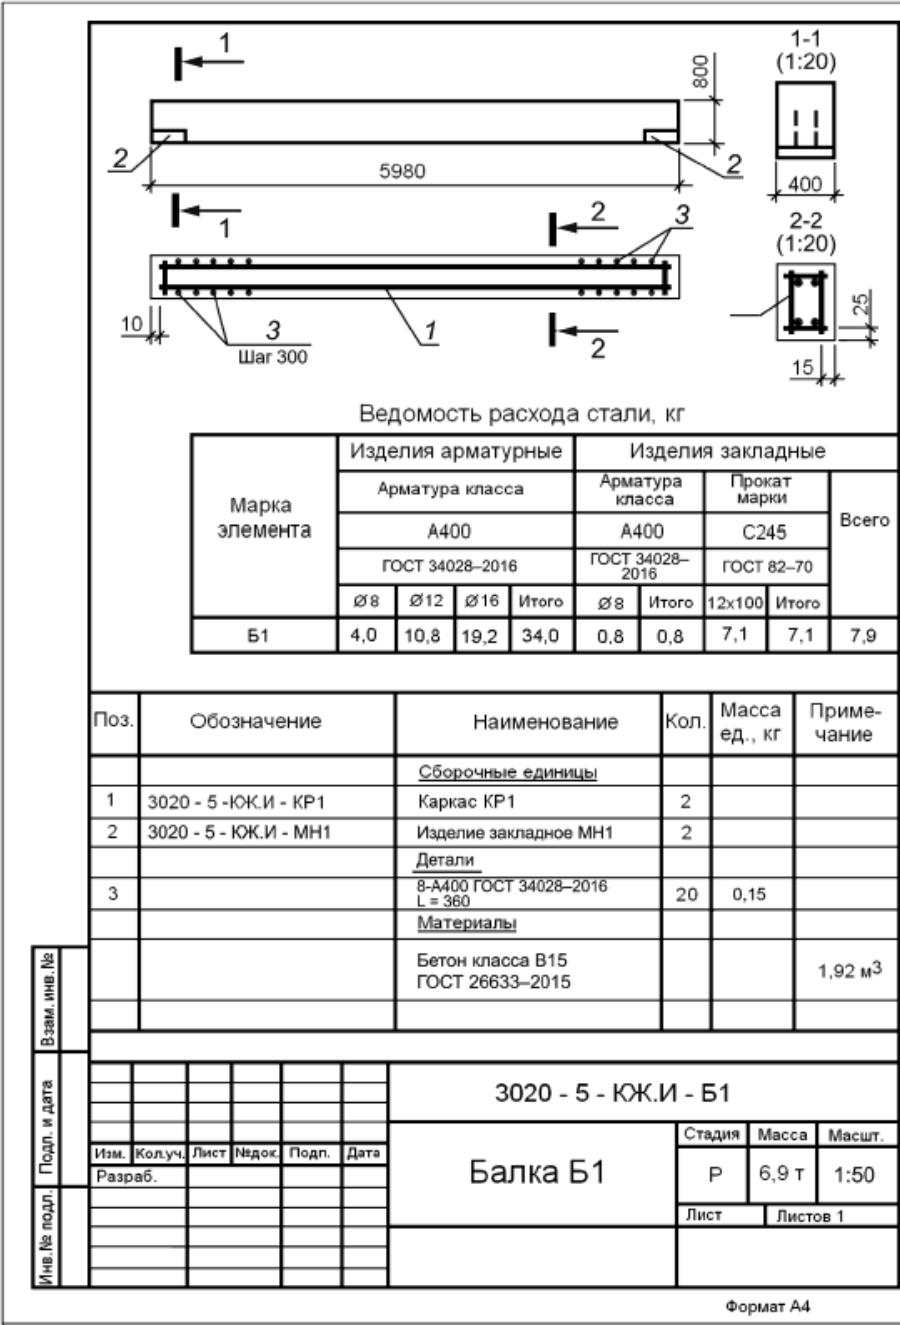 1
1-1
(1:20)
800
2
2
5980
400
1
2
3
2-2
(1:20)
25
10
3
Шаг 300
1
2
15
Ведомость расхода стали, кг
Марка элемента
Изделия арматурные
Изделия закладные
Арматура класса
Арматура класса
Прокат марки
Всего
А400
А400
С245
ГОСТ 34028–2016
ГОСТ 34028–2016
ГОСТ 82–70
Ø8 Ø12 Ø16 Итого Ø8 Итого 12х100 Итого
Б1 4,0 10,8 19,2 34,0 0,8 0,8 7,1 7,1 7,9
Поз. Обозначение Наименование Кол. Масса ед., кг Приме-чание
Сборочные единицы
1 3020 - 5 -КЖ.И - КР1 Каркас КР1 2
2 3020 - 5 - КЖ.И - МН1 Изделие закладное МН1 2
Детали
3 8-А400 ГОСТ 34028–2016 L = 360 20 0,15
Материалы
Бетон класса В15
ГОСТ 26633–2015
1,92 м3
Взам. инв.№
Подп. и дата
Инв.№ подл.
3020 - 5 - КЖ.И - Б1
Изм. Кол.уч. Лист №док. Подп. Дата
Разраб.
Балка Б1
Стадия Масса Масшт.
Р 6,9 т 1:50
Лист Листов 1
Формат А4